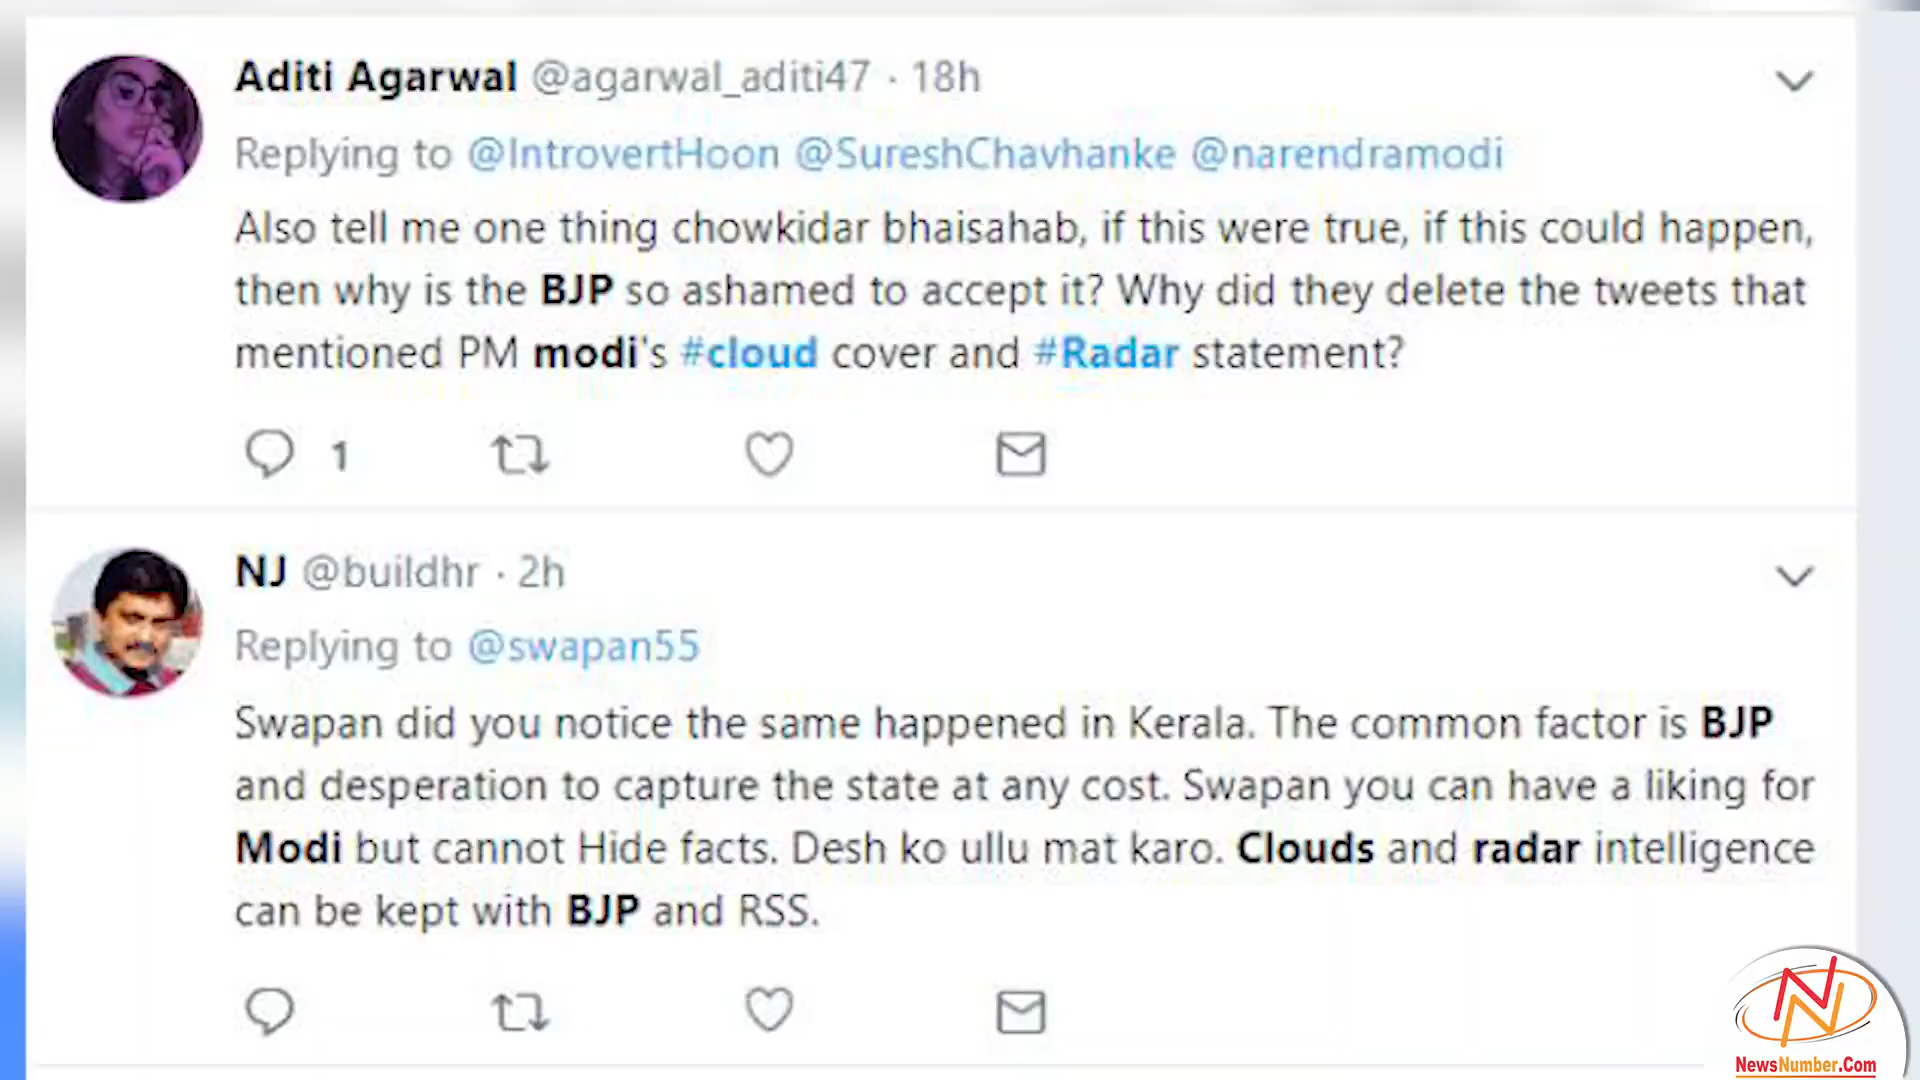 Aditi Agarwal @agarwal_aditi47 · 18h
Replying to @IntrovertHoon @SureshChavhanke @narendramodi
Also tell me one thing chowkidar bhaisahab, if this were true, if this could happen,
then why is the BJP so ashamed to accept it? Why did they delete the tweets that
mentioned PM modi's #cloud cover and #Radar statement?
1
NJ @buildhr · 2h
Replying to @swapan55
Swapan did you notice the same happened in Kerala. The common factor is BJP
and desperation to capture the state at any cost. Swapan you can have a liking for
Modi but cannot Hide facts. Desh ko ullu mat karo. Clouds and radar intelligence
can be kept with BJP and RSS.
NewsNumber.Com